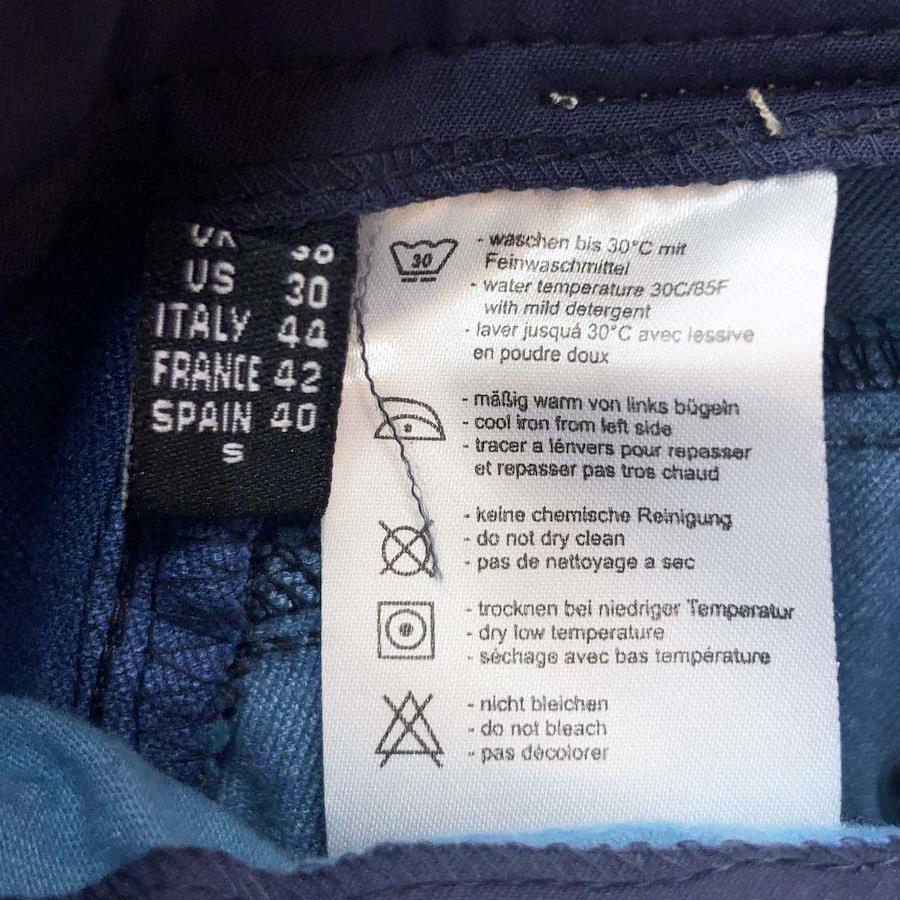 UK 30
US 30
ITALY 44
FRANCE 42
SPAIN 40
S
30
- waschen bis 30°C mit
Feinwaschmittel
- water temperature 30C/85F
with mild detergent
- laver jusquá 30°C avec lessive
en poudre doux
- mäßig warm von links bügeln
- cool iron from left side
- tracer a lénvers pour repasser
et repasser pas tros chaud
- keine chemische Reinigung
- do not dry clean
- pas de nettoyage a sec
- trocknen bei niedriger Temperatur
- dry low temperature
- séchage avec bas température
- nicht bleichen
- do not bleach
- pas dècolorer